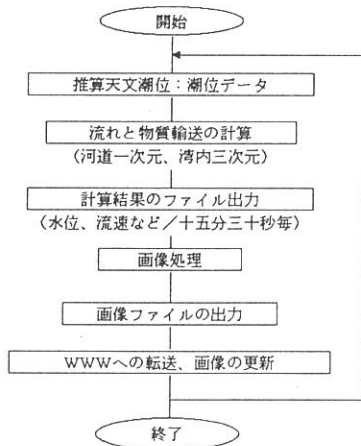 開始
推算天文潮位：潮位データ
流れと物質輸送の計算
(河道一次元、湾内三次元)
計算結果のファイル出力
(水位、流速など／十五分三十秒毎)
画像処理
画像ファイルの出力
WWWへの転送、画像の更新
終了